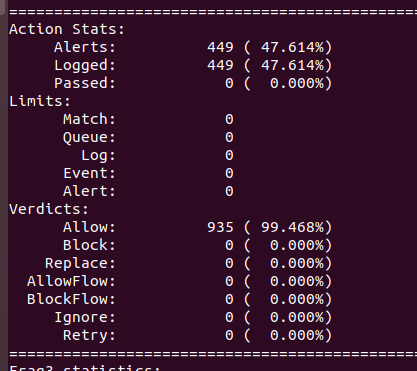 ===============================================
Action Stats:
     Alerts:          449 ( 47.614%)
     Logged:          449 ( 47.614%)
     Passed:            0 (  0.000%)
Limits:
      Match:            0
      Queue:            0
        Log:            0
      Event:            0
      Alert:            0
Verdicts:
      Allow:          935 ( 99.468%)
      Block:            0 (  0.000%)
    Replace:            0 (  0.000%)
  AllowFlow:            0 (  0.000%)
  BlockFlow:            0 (  0.000%)
     Ignore:            0 (  0.000%)
      Retry:            0 (  0.000%)
===============================================
Frag3 statistics: